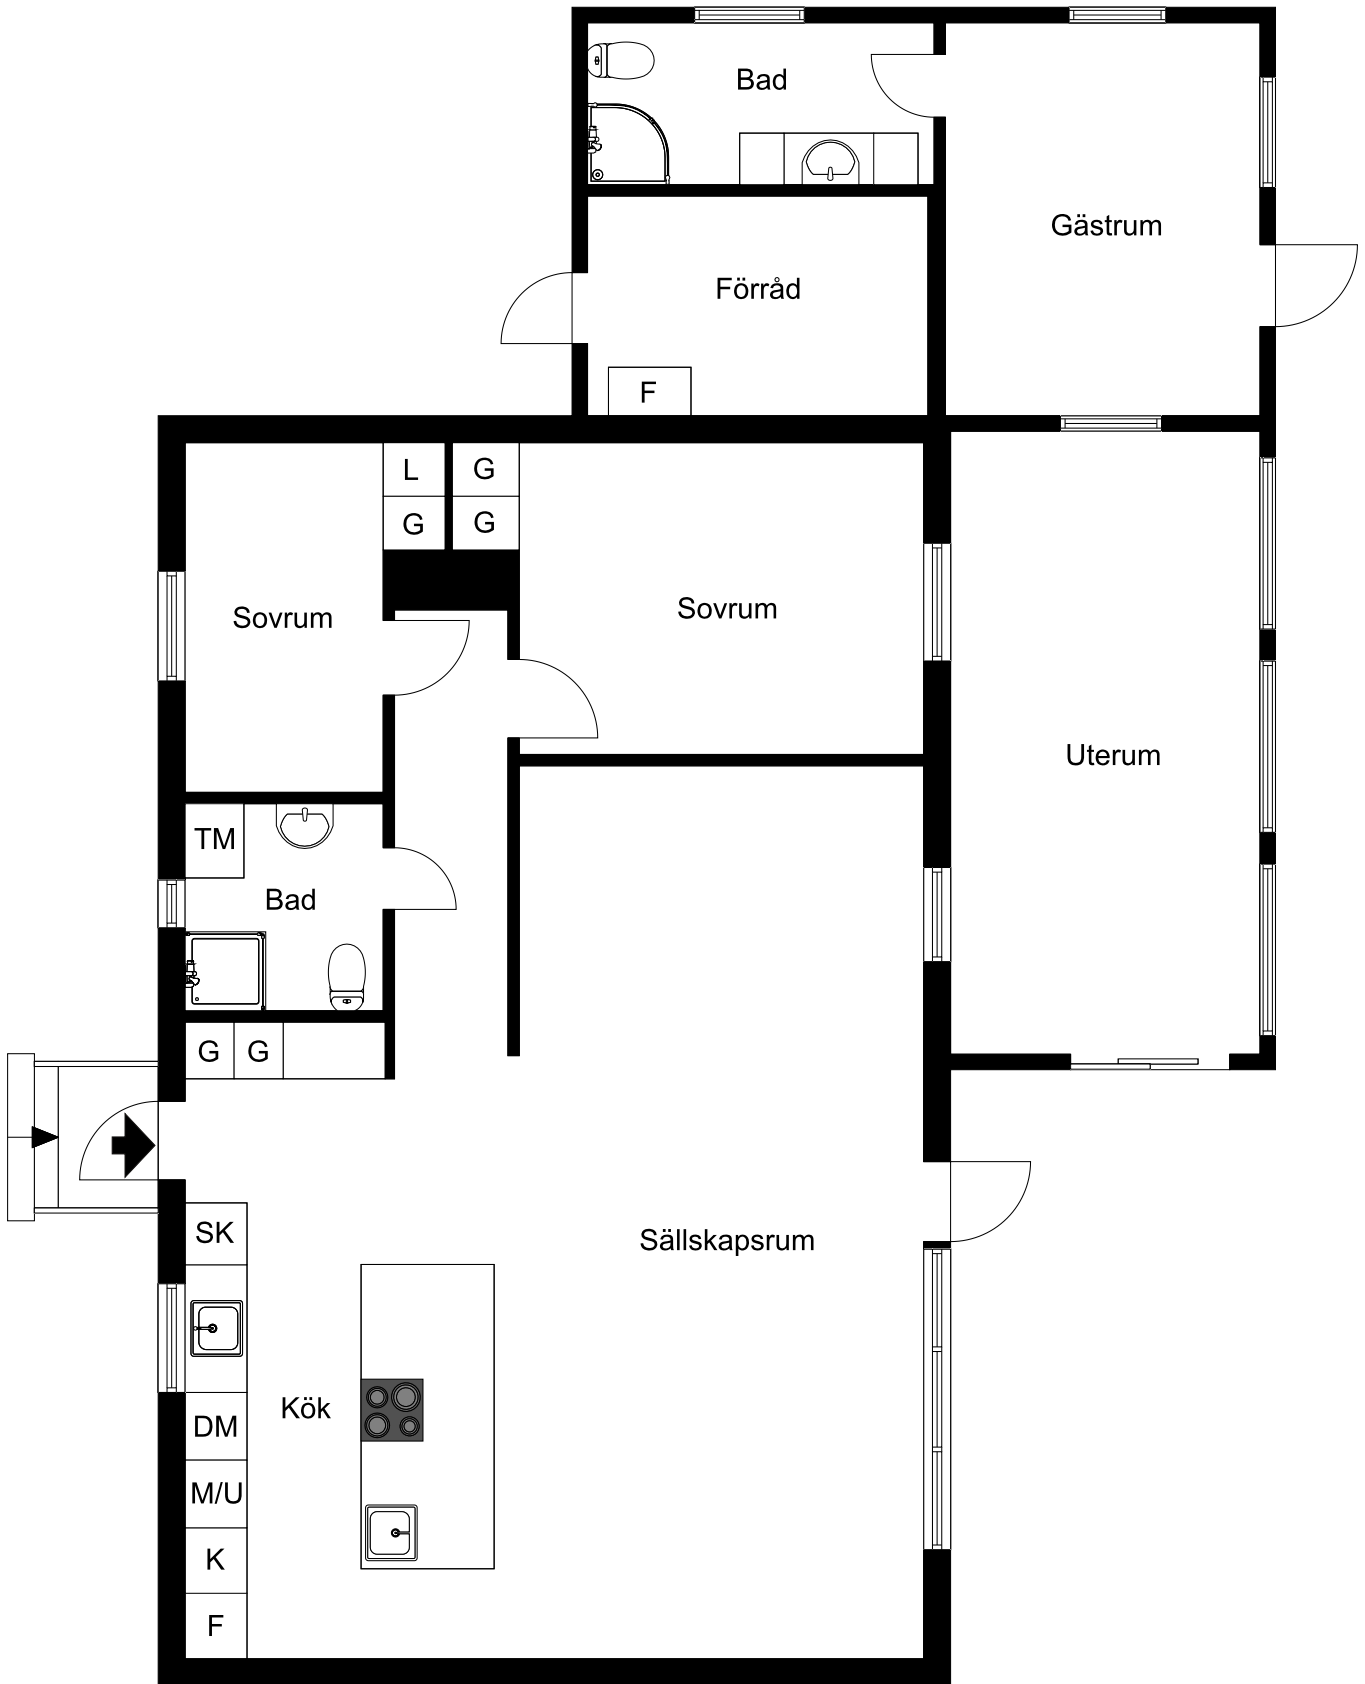 Bad
Gästrum
Förråd
F
L
G
G
G
Sovrum
Sovrum
Uterum
TM
Bad
G
G
SK
Sällskapsrum
Kök
DM
M/U
K
F